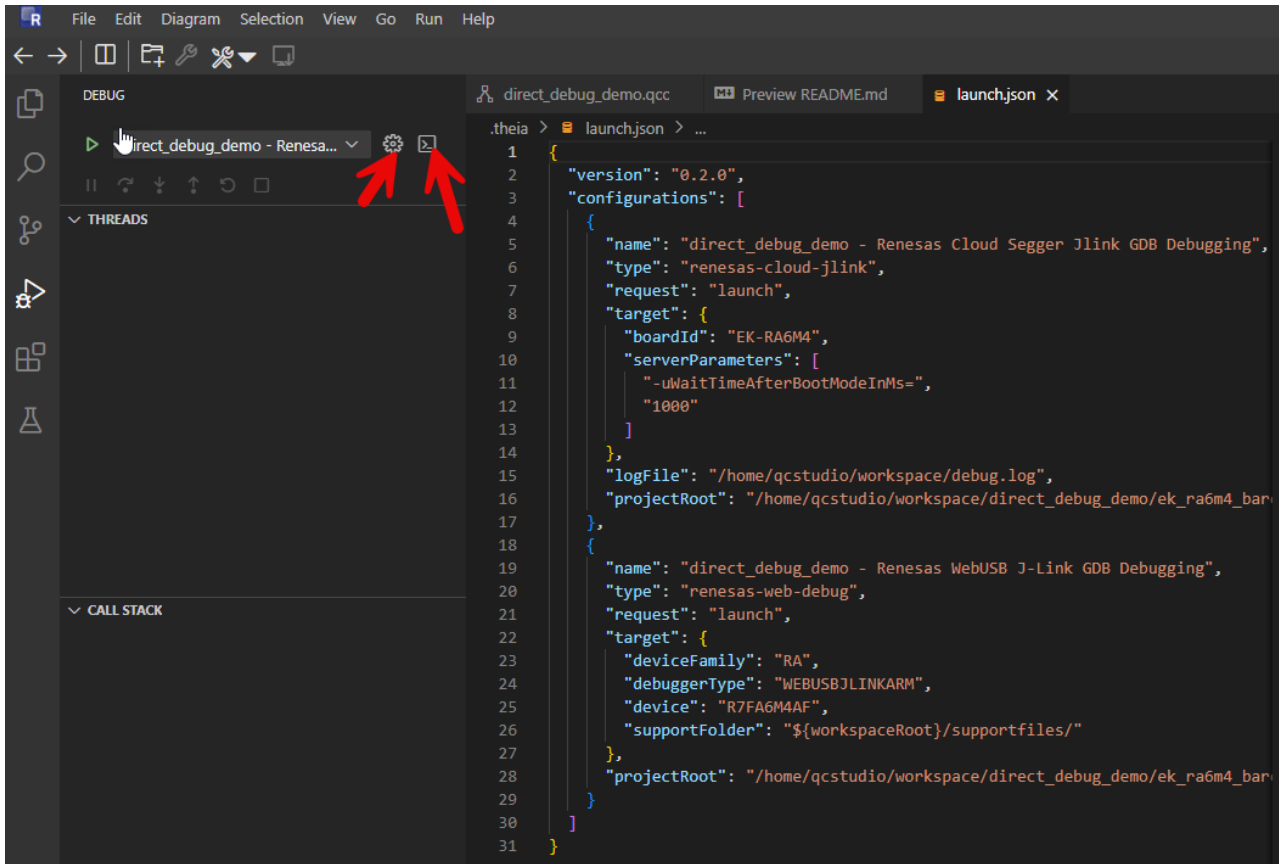 R File Edit Diagram Selection View Go Run Help
DEBUG
direct_debug_demo.qcc Preview README.md launch.json
irect_debug_demo - Renesa...
.theia > launch.json > ...
1 {
2 "version": "0.2.0",
3 "configurations": [
4 {
5 "name": "direct_debug_demo - Renesas Cloud Segger Jlink GDB Debugging",
6 "type": "renesas-cloud-jlink",
7 "request": "launch",
8 "target": {
9 "boardId": "EK-RA6M4",
10 "serverParameters": [
11 "-uWaitTimeAfterBootModeInMs=",
12 "1000"
13 ]
14 },
15 "logFile": "/home/qcstudio/workspace/debug.log",
16 "projectRoot": "/home/qcstudio/workspace/direct_debug_demo/ek_ra6m4_bar
17 },
18 {
19 "name": "direct_debug_demo - Renesas WebUSB J-Link GDB Debugging",
20 "type": "renesas-web-debug",
21 "request": "launch",
22 "target": {
23 "deviceFamily": "RA",
24 "debuggerType": "WEBUSBJLINKARM",
25 "device": "R7FA6M4AF",
26 "supportFolder": "${workspaceRoot}/supportfiles/"
27 },
28 "projectRoot": "/home/qcstudio/workspace/direct_debug_demo/ek_ra6m4_bar
29 }
30 ]
31 }
THREADS
CALL STACK